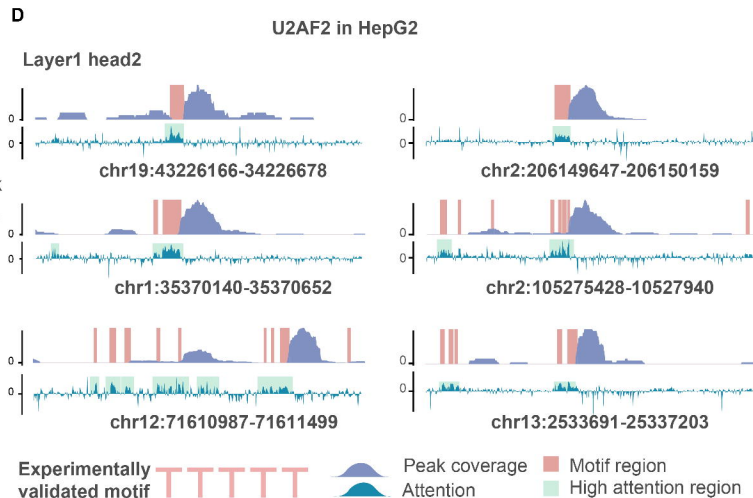 D
U2AF2 in HepG2
Layer1 head2
0
0
0
0
chr19:43226166-34226678
chr2:206149647-206150159
0
0
0
0
chr1:35370140-35370652
chr2:105275428-10527940
0
0
0
0
chr12:71610987-71611499
chr13:2533691-25337203
Experimentally
validated motif
T T T T T
Peak coverage
Motif region
Attention
High attention region